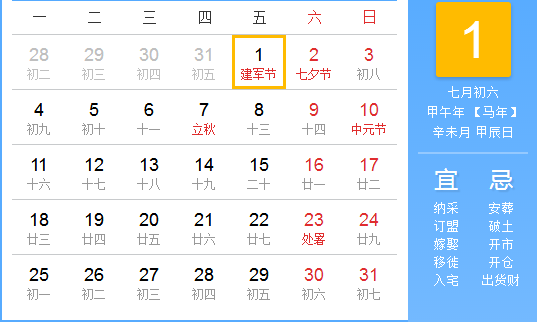 一 二 三 四 五 六 日
28 29 30 31 1 2 3
初二 初三 初四 初五 建军节 七夕节 初八
4 5 6 7 8 9 10
初九 初十 十一 立秋 十三 十四 中元节
11 12 13 14 15 16 17
十六 十七 十八 十九 二十 廿一 廿二
18 19 20 21 22 23 24
廿三 廿四 廿五 廿六 廿七 处署 廿九
25 26 27 28 29 30 31
初一 初二 初三 初四 初五 初六 初七
1
七月初六
甲午年 【马年】
辛未月 甲辰日
宜 忌
纳采 安葬
订盟 破土
嫁娶 开市
移徙 开仓
入宅 出货财